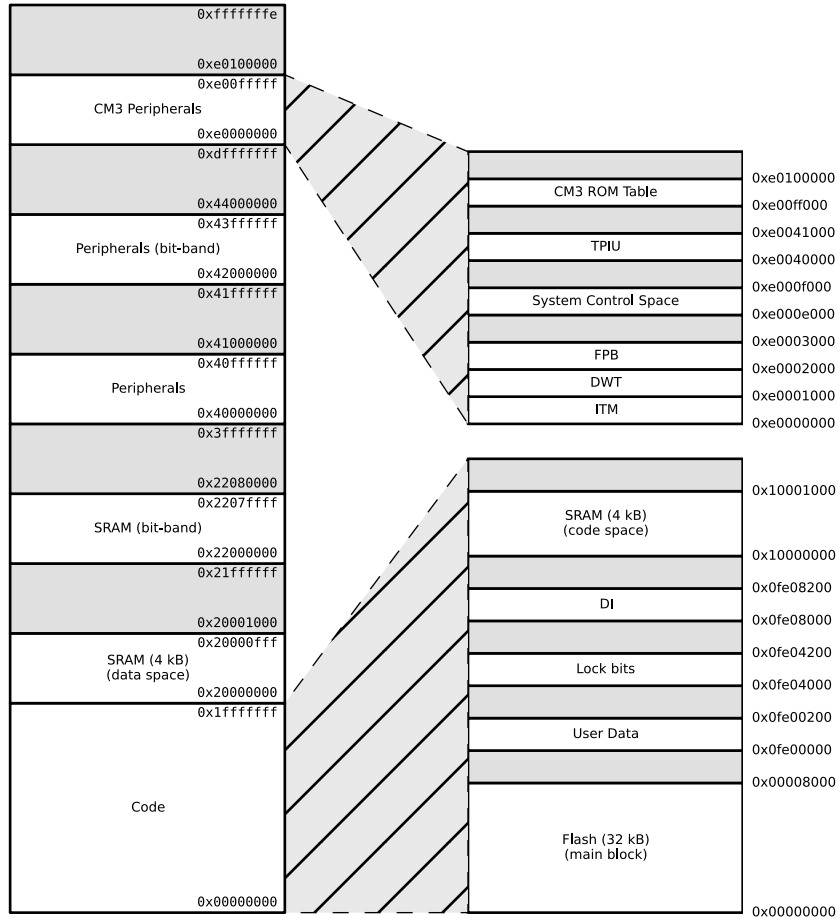 0xfffffffe
0xe0100000
0xe00fffff
CM3 Peripherals
0xe0000000
0xdfffffff
0x44000000
0x43ffffff
Peripherals (bit-band)
0x42000000
0x41ffffff
0x41000000
0x40ffffff
Peripherals
0x40000000
0x3fffffff
0x22080000
0x2207ffff
SRAM (bit-band)
0x22000000
0x21ffffff
0x20001000
0x20000fff
SRAM (4 kB)
(data space)
0x20000000
0x1fffffff
Code
0x00000000
0xe0100000
CM3 ROM Table
0xe00ff000
0xe0041000
TPIU
0xe0040000
0xe000f000
System Control Space
0xe000e000
0xe0003000
FPB
0xe0002000
DWT
0xe0001000
ITM
0xe0000000
0x10001000
SRAM (4 kB)
(code space)
0x10000000
0x0fe08200
DI
0x0fe08000
0x0fe04200
Lock bits
0x0fe04000
0x0fe00200
User Data
0x0fe00000
0x00008000
Flash (32 kB)
(main block)
0x00000000